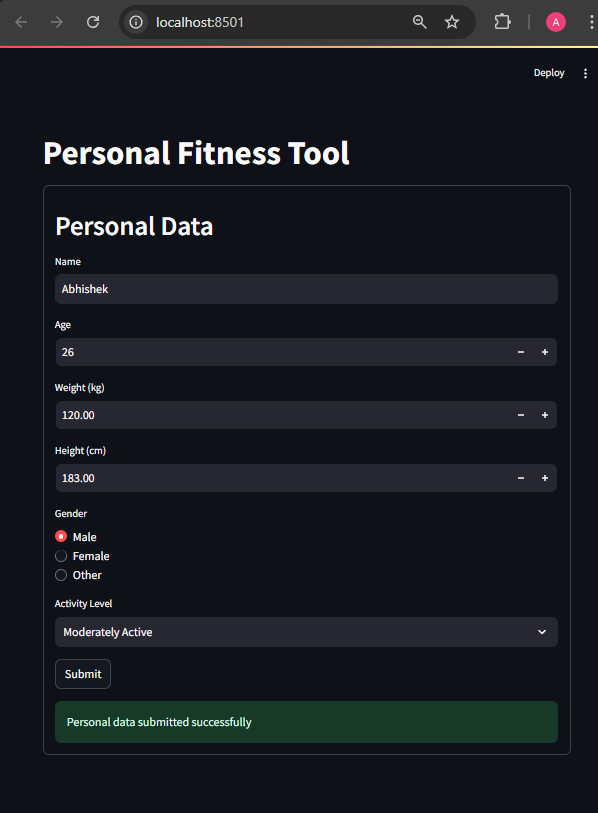 localhost:8501
A
Deploy
Personal Fitness Tool
Personal Data
Name
Abhishek
Age
26
Weight (kg)
120.00
Height (cm)
183.00
Gender
Male
Female
Other
Activity Level
Moderately Active
Submit
Personal data submitted successfully